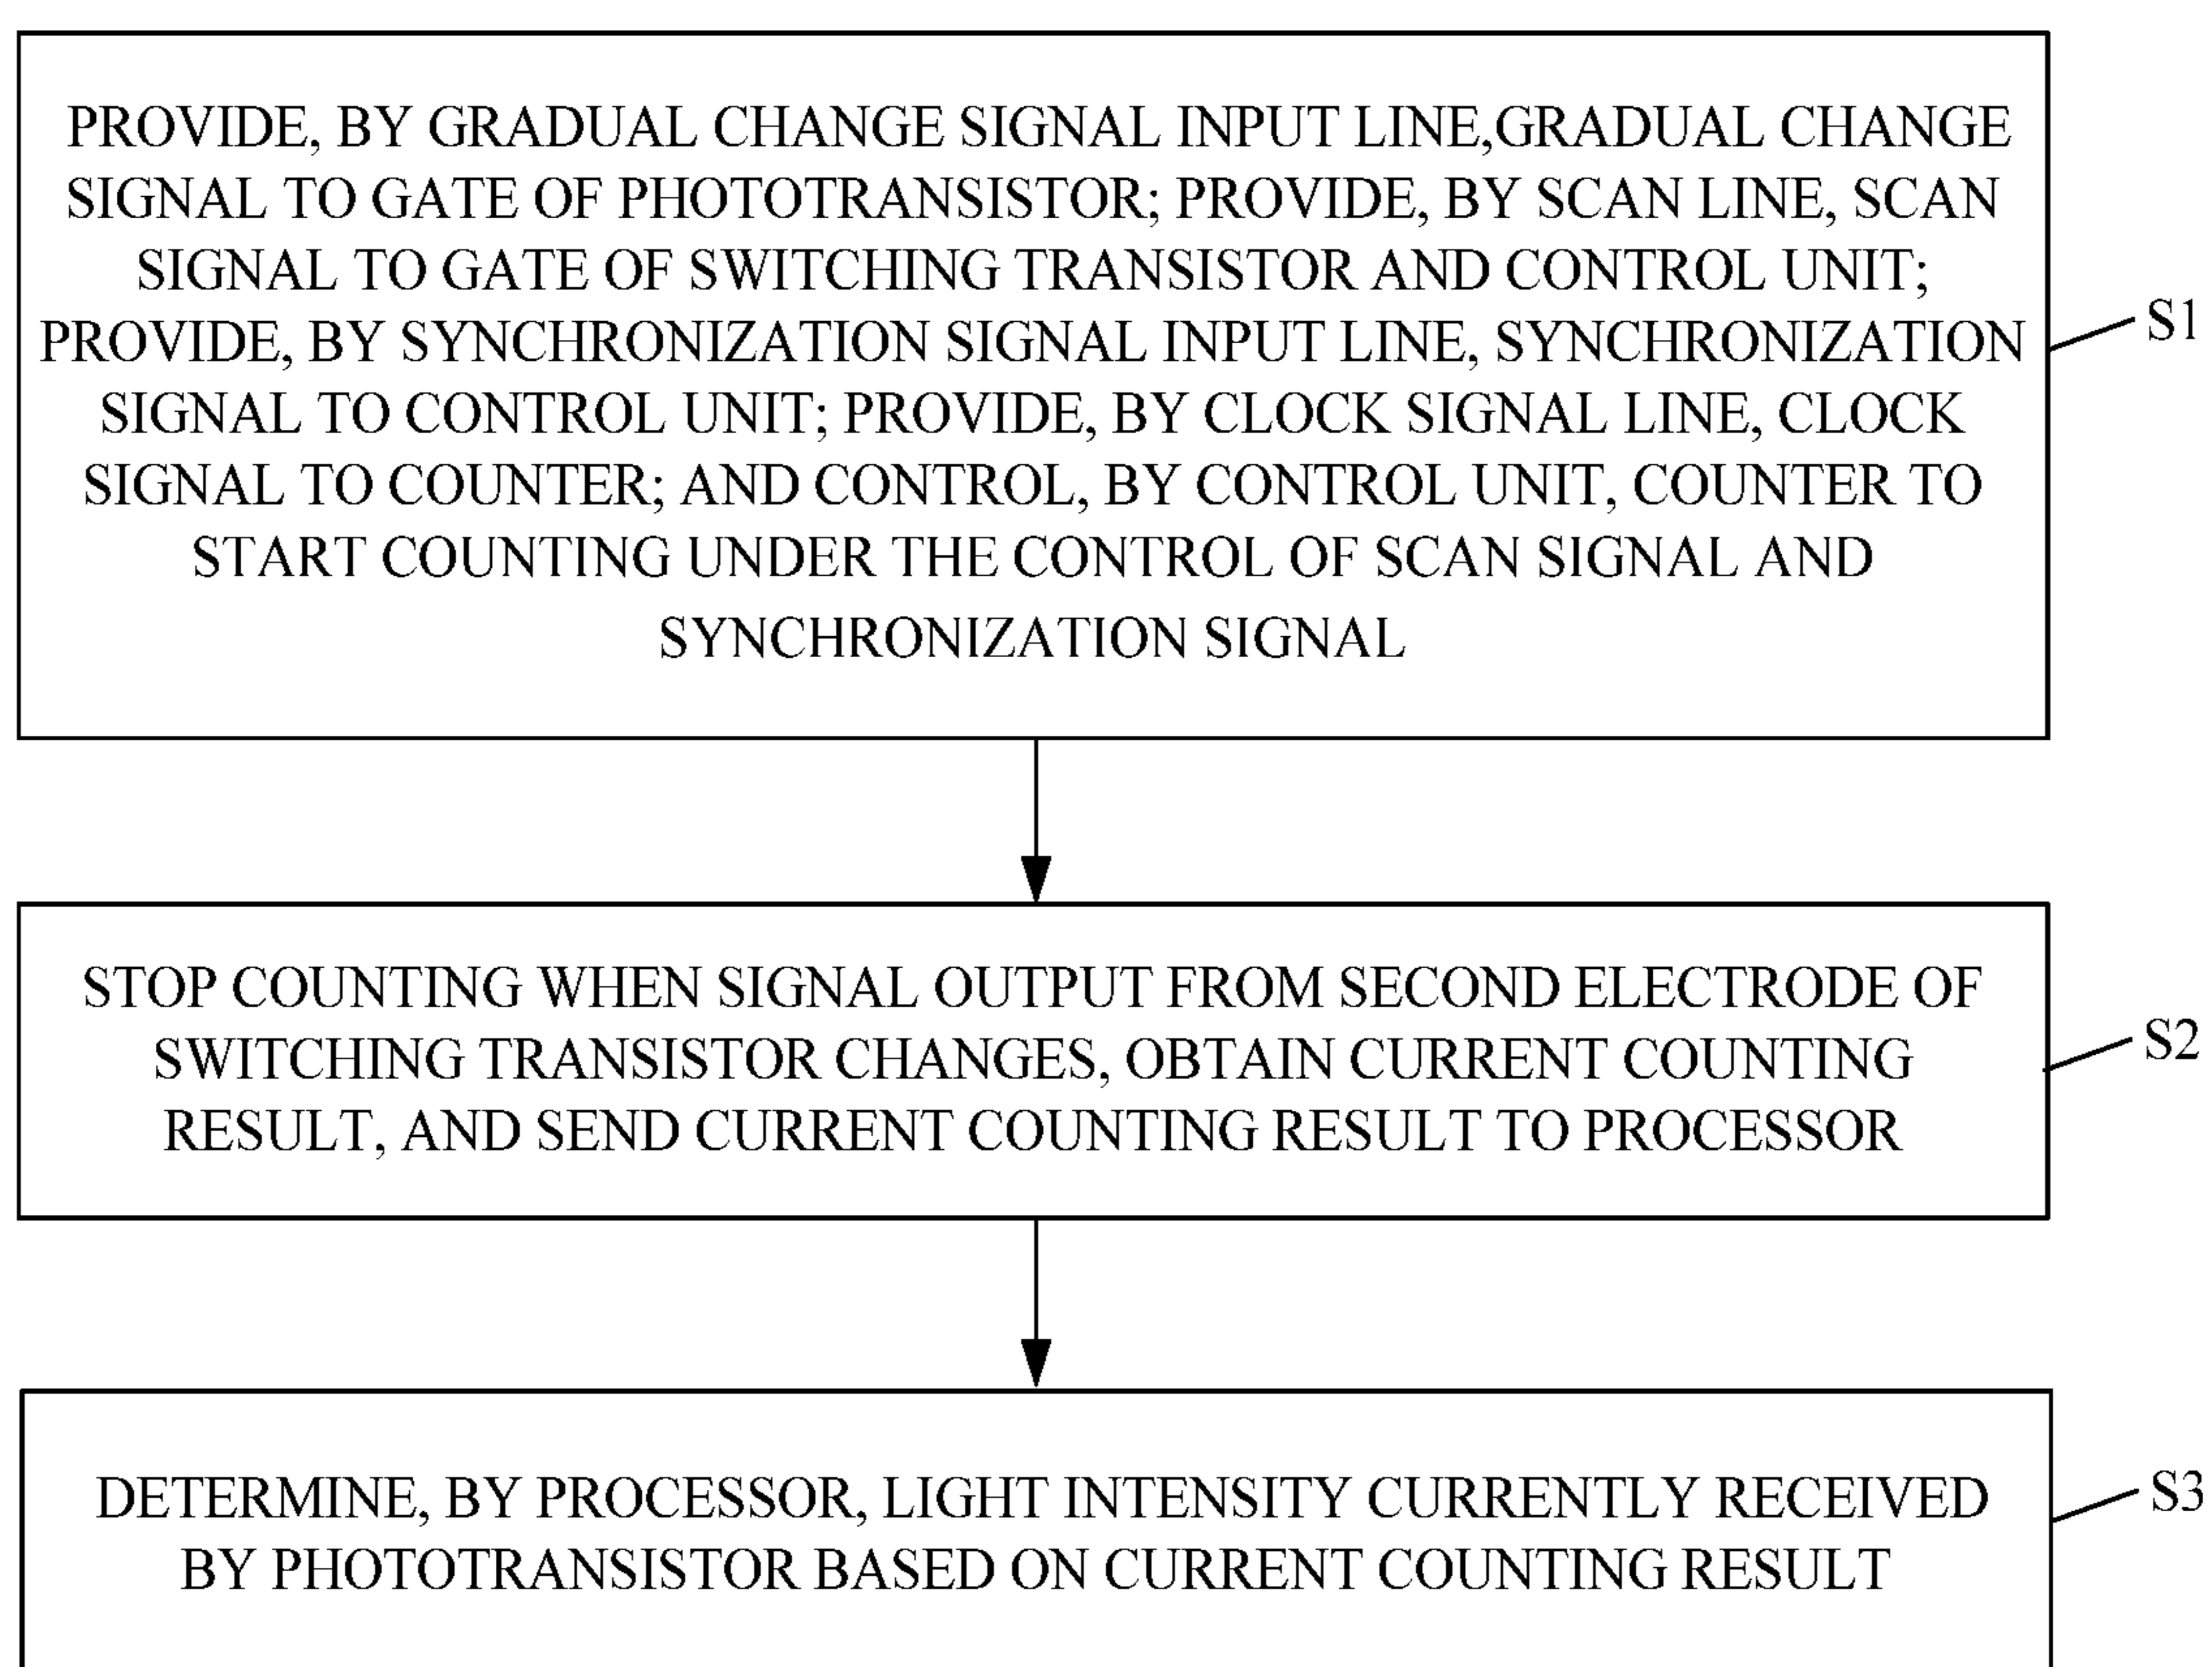 PROVIDE, BY GRADUAL CHANGE SIGNAL INPUT LINE,GRADUAL CHANGE
SIGNAL TO GATE OF PHOTOTRANSISTOR; PROVIDE, BY SCAN LINE, SCAN
SIGNAL TO GATE OF SWITCHING TRANSISTOR AND CONTROL UNIT;
PROVIDE, BY SYNCHRONIZATION SIGNAL INPUT LINE, SYNCHRONIZATION
SIGNAL TO CONTROL UNIT; PROVIDE, BY CLOCK SIGNAL LINE, CLOCK
SIGNAL TO COUNTER; AND CONTROL, BY CONTROL UNIT, COUNTER TO
START COUNTING UNDER THE CONTROL OF SCAN SIGNAL AND
SYNCHRONIZATION SIGNAL
S1
STOP COUNTING WHEN SIGNAL OUTPUT FROM SECOND ELECTRODE OF
SWITCHING TRANSISTOR CHANGES, OBTAIN CURRENT COUNTING
RESULT, AND SEND CURRENT COUNTING RESULT TO PROCESSOR
S2
DETERMINE, BY PROCESSOR, LIGHT INTENSITY CURRENTLY RECEIVED
BY PHOTOTRANSISTOR BASED ON CURRENT COUNTING RESULT
S3